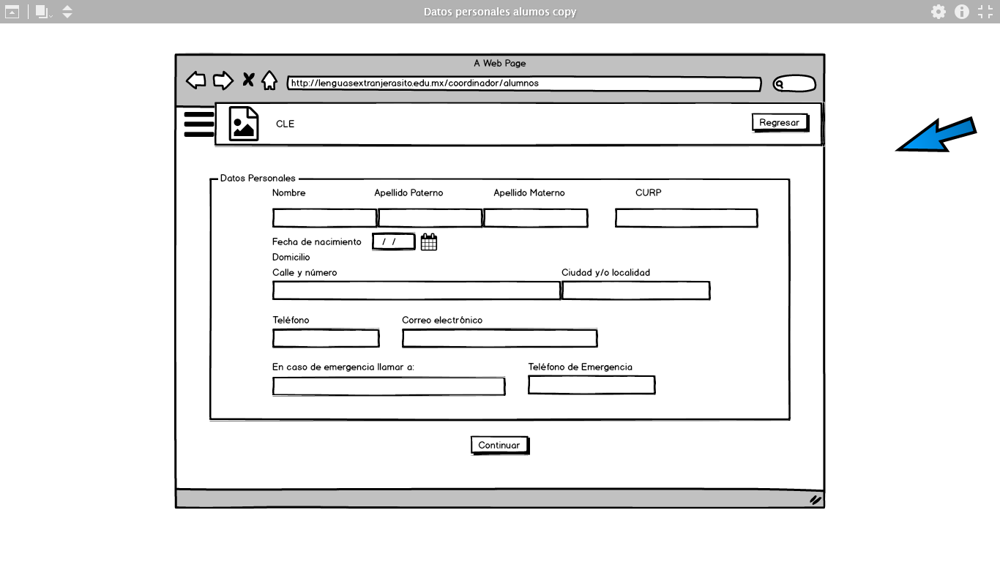 Datos personales alumos copy
A Web Page
http://lenguasextranjerasito.edu.mx/coordinador/alumnos
CLE
Regresar
Datos Personales
Nombre Apellido Paterno Apellido Materno CURP
Fecha de nacimiento / /
Domicilio
Calle y número Ciudad y/o localidad
Teléfono Correo electrónico
En caso de emergencia llamar a: Teléfono de Emergencia
Continuar